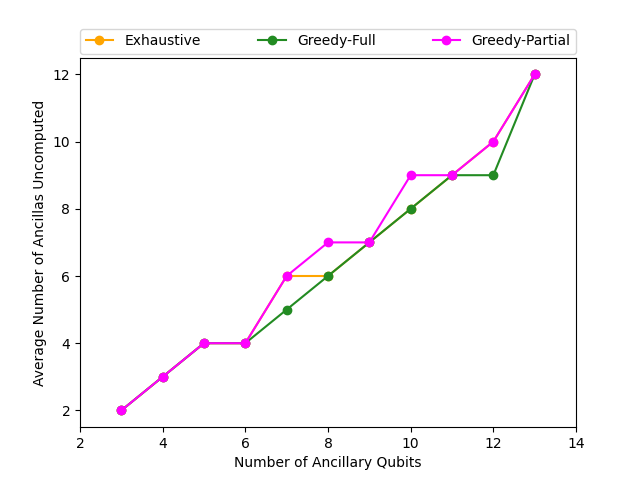 Exhaustive Greedy-Full Greedy-Partial
Average Number of Ancillas Uncomputed
12
10
8
6
4
2
2 4 6 8 10 12 14
Number of Ancillary Qubits